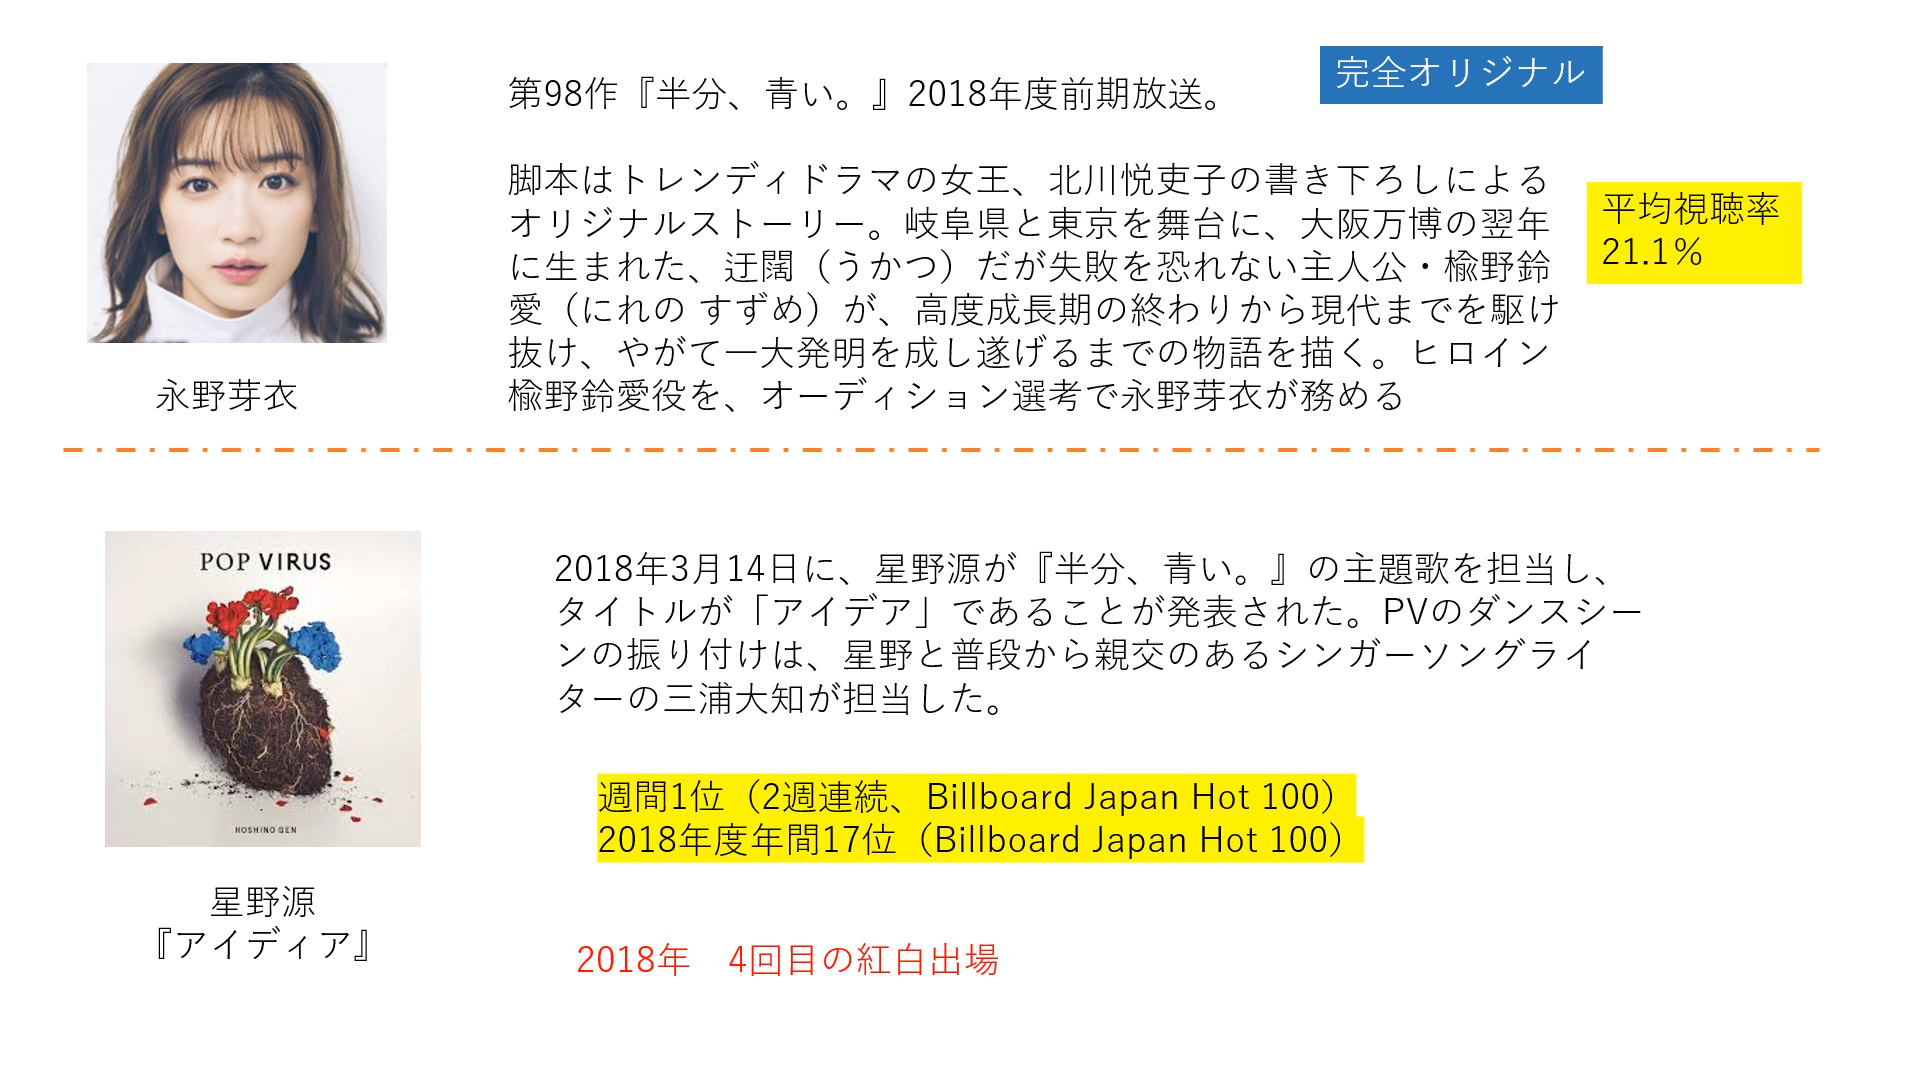 第98作『半分、青い。』2018年度前期放送。
完全オリジナル
脚本はトレンディドラマの女王、北川悦吏子の書き下ろしによる
オリジナルストーリー。岐阜県と東京を舞台に、大阪万博の翌年
に生まれた、迂闊（うかつ）だが失敗を恐れない主人公・楡野鈴
愛（にれの すずめ）が、高度成長期の終わりから現代までを駆け
抜け、やがて一大発明を成し遂げるまでの物語を描く。ヒロイン
楡野鈴愛役を、オーディション選考で永野芽衣が務める
平均視聴率
21.1％
永野芽衣
POP VIRUS
HOSHINO GEN
星野源
『アイディア』
2018年3月14日に、星野源が『半分、青い。』の主題歌を担当し、
タイトルが「アイデア」であることが発表された。PVのダンスシー
ンの振り付けは、星野と普段から親交のあるシンガーソングライ
ターの三浦大知が担当した。
週間1位（2週連続、Billboard Japan Hot 100）
2018年度年間17位（Billboard Japan Hot 100）
2018年　4回目の紅白出場